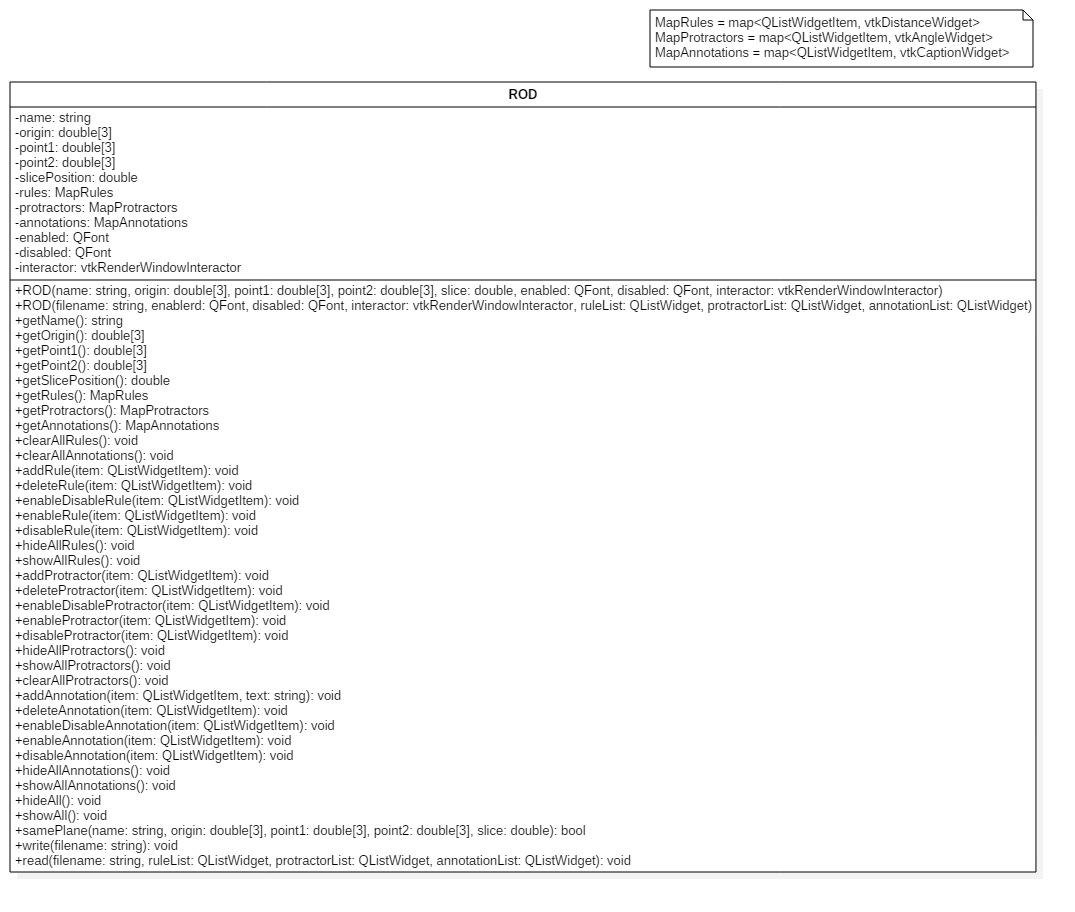 MapRules = map<QListWidgetItem, vtkDistanceWidget>
MapProtractors = map<QListWidgetItem, vtkAngleWidget>
MapAnnotations = map<QListWidgetItem, vtkCaptionWidget>
ROD
-name: string
-origin: double[3]
-point1: double[3]
-point2: double[3]
-slicePosition: double
-rules: MapRules
-protractors: MapProtractors
-annotations: MapAnnotations
-enabled: QFont
-disabled: QFont
-interactor: vtkRenderWindowInteractor
+ROD(name: string, origin: double[3], point1: double[3], point2: double[3], slice: double, enabled: QFont, disabled: QFont, interactor: vtkRenderWindowInteractor)
+ROD(filename: string, enablerd: QFont, disabled: QFont, interactor: vtkRenderWindowInteractor, ruleList: QListWidget, protractorList: QListWidget, annotationList: QListWidget)
+getName(): string
+getOrigin(): double[3]
+getPoint1(): double[3]
+getPoint2(): double[3]
+getSlicePosition(): double
+getRules(): MapRules
+getProtractors(): MapProtractors
+getAnnotations(): MapAnnotations
+clearAllRules(): void
+clearAllAnnotations(): void
+addRule(item: QListWidgetItem): void
+deleteRule(item: QListWidgetItem): void
+enableDisableRule(item: QListWidgetItem): void
+enableRule(item: QListWidgetItem): void
+disableRule(item: QListWidgetItem): void
+hideAllRules(): void
+showAllRules(): void
+addProtractor(item: QListWidgetItem): void
+deleteProtractor(item: QListWidgetItem): void
+enableDisableProtractor(item: QListWidgetItem): void
+enableProtractor(item: QListWidgetItem): void
+disableProtractor(item: QListWidgetItem): void
+hideAllProtractors(): void
+showAllProtractors(): void
+clearAllProtractors(): void
+addAnnotation(item: QListWidgetItem, text: string): void
+deleteAnnotation(item: QListWidgetItem): void
+enableDisableAnnotation(item: QListWidgetItem): void
+enableAnnotation(item: QListWidgetItem): void
+disableAnnotation(item: QListWidgetItem): void
+hideAllAnnotations(): void
+showAllAnnotations(): void
+hideAll(): void
+showAll(): void
+samePlane(name: string, origin: double[3], point1: double[3], point2: double[3], slice: double): bool
+write(filename: string): void
+read(filename: string, ruleList: QListWidget, protractorList: QListWidget, annotationList: QListWidget): void